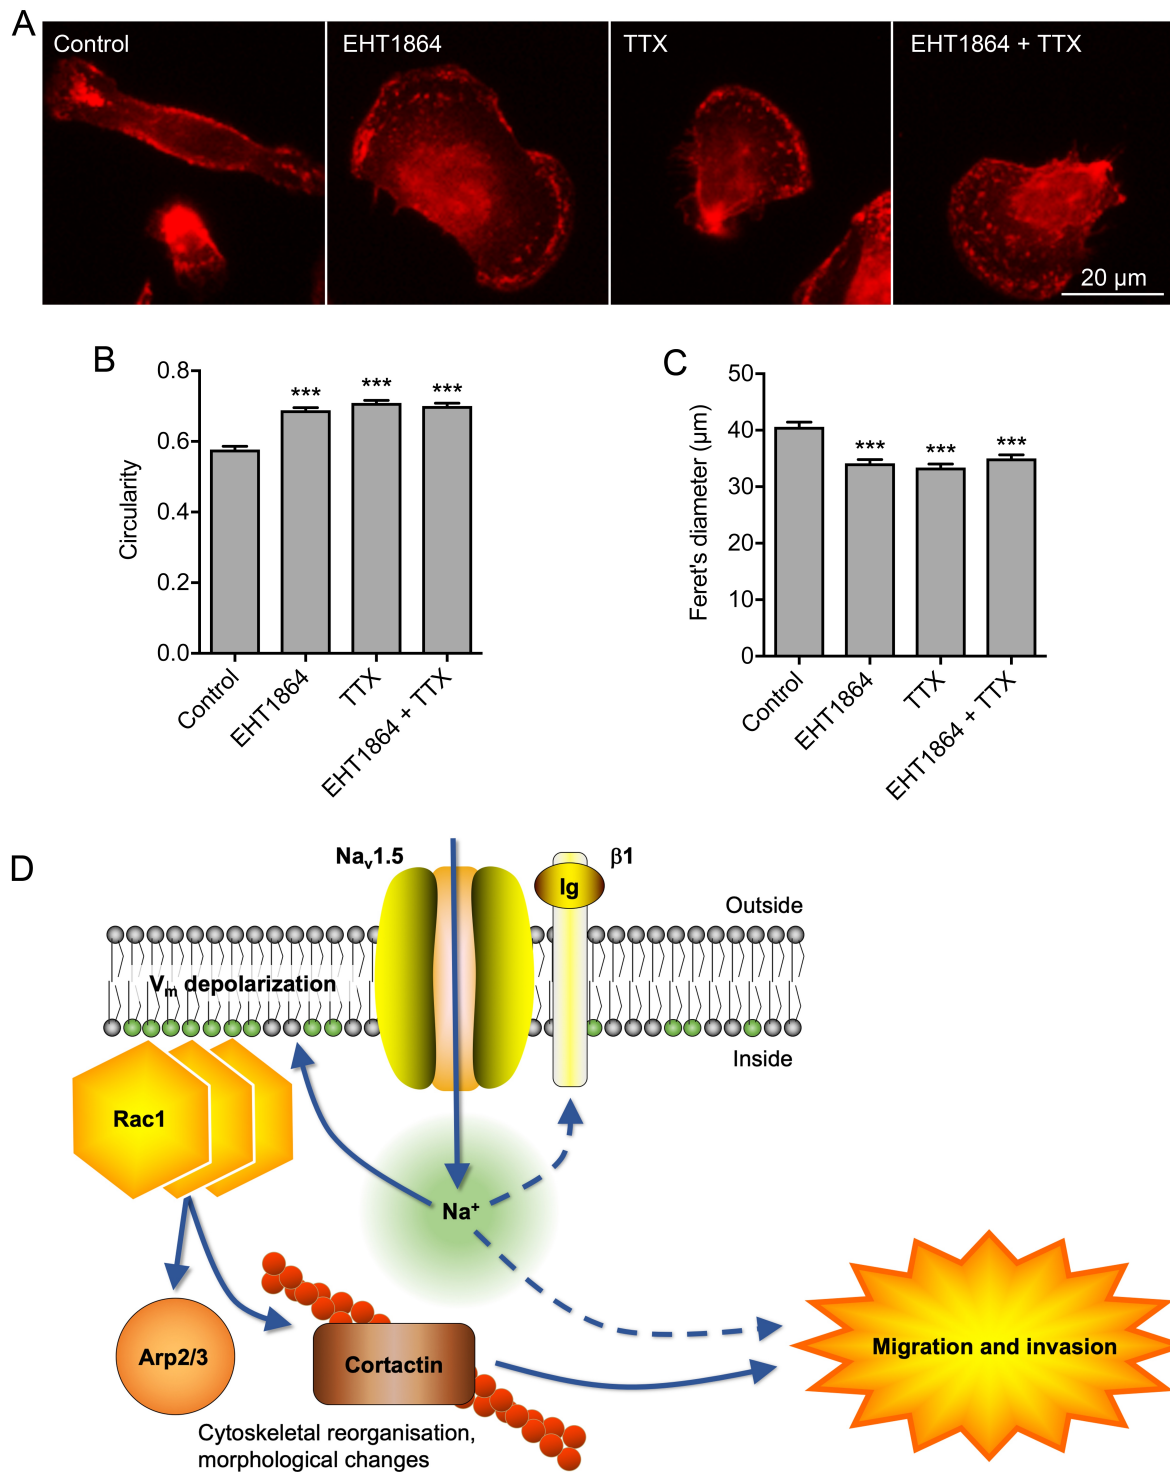 A
Control
EHT1864
TTX
EHT1864 + TTX
20 µm
B
0.8
0.6
0.4
0.2
0.0
Circularity
***
***
***
Control
EHT1864
TTX
EHT1864 + TTX
C
50
40
30
20
10
0
Feret's diameter (µm)
***
***
***
Control
EHT1864
TTX
EHT1864 + TTX
D
Nav1.5
β1
Ig
Outside
Vm depolarization
Inside
Rac1
Na+
Arp2/3
Cortactin
Migration and invasion
Cytoskeletal reorganisation,
morphological changes